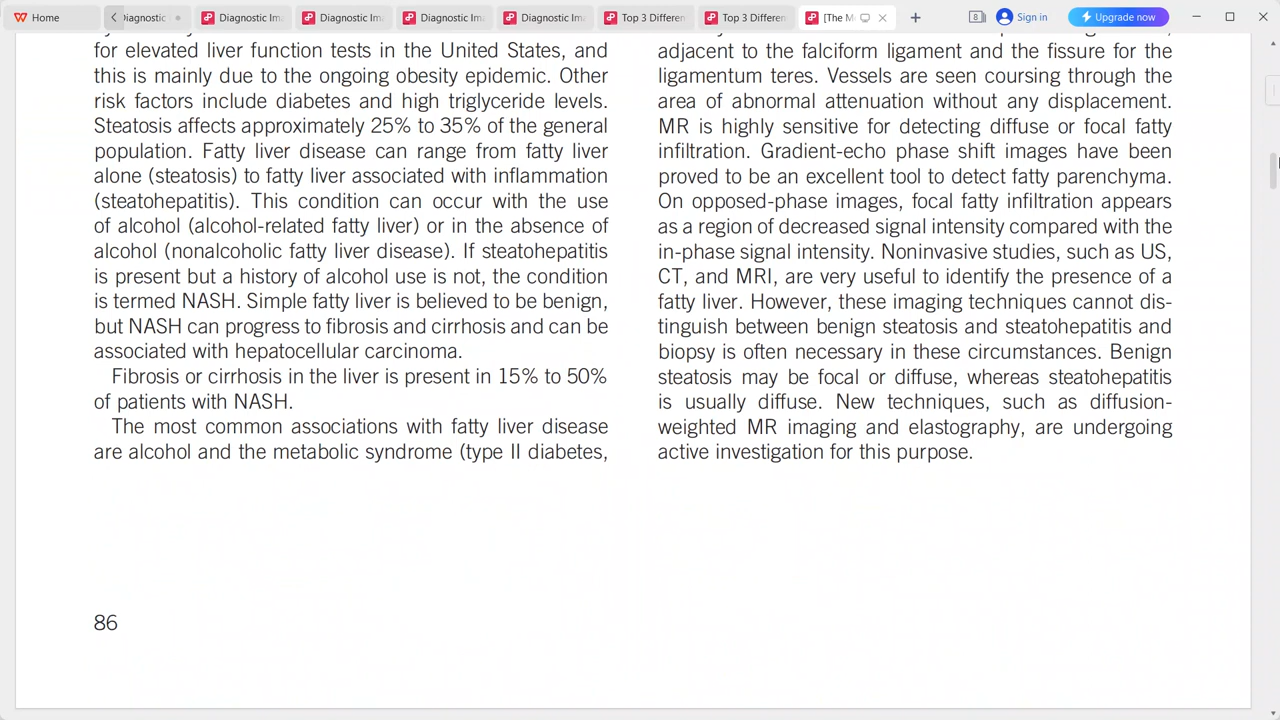 Home
Diagnostic
Diagnostic Im
Diagnostic Im
Diagnostic Im
Diagnostic Im
Top 3 Differen
Top 3 Differen
[The M
8
Sign in
Upgrade now
for elevated liver function tests in the United States, and
this is mainly due to the ongoing obesity epidemic. Other
risk factors include diabetes and high triglyceride levels.
Steatosis affects approximately 25% to 35% of the general
population. Fatty liver disease can range from fatty liver
alone (steatosis) to fatty liver associated with inflammation
(steatohepatitis). This condition can occur with the use
of alcohol (alcohol-related fatty liver) or in the absence of
alcohol (nonalcoholic fatty liver disease). If steatohepatitis
is present but a history of alcohol use is not, the condition
is termed NASH. Simple fatty liver is believed to be benign,
but NASH can progress to fibrosis and cirrhosis and can be
associated with hepatocellular carcinoma.
Fibrosis or cirrhosis in the liver is present in 15% to 50%
of patients with NASH.
The most common associations with fatty liver disease
are alcohol and the metabolic syndrome (type II diabetes,
adjacent to the falciform ligament and the fissure for the
ligamentum teres. Vessels are seen coursing through the
area of abnormal attenuation without any displacement.
MR is highly sensitive for detecting diffuse or focal fatty
infiltration. Gradient-echo phase shift images have been
proved to be an excellent tool to detect fatty parenchyma.
On opposed-phase images, focal fatty infiltration appears
as a region of decreased signal intensity compared with the
in-phase signal intensity. Noninvasive studies, such as US,
CT, and MRI, are very useful to identify the presence of a
fatty liver. However, these imaging techniques cannot dis-
tinguish between benign steatosis and steatohepatitis and
biopsy is often necessary in these circumstances. Benign
steatosis may be focal or diffuse, whereas steatohepatitis
is usually diffuse. New techniques, such as diffusion-
weighted MR imaging and elastography, are undergoing
active investigation for this purpose.
86